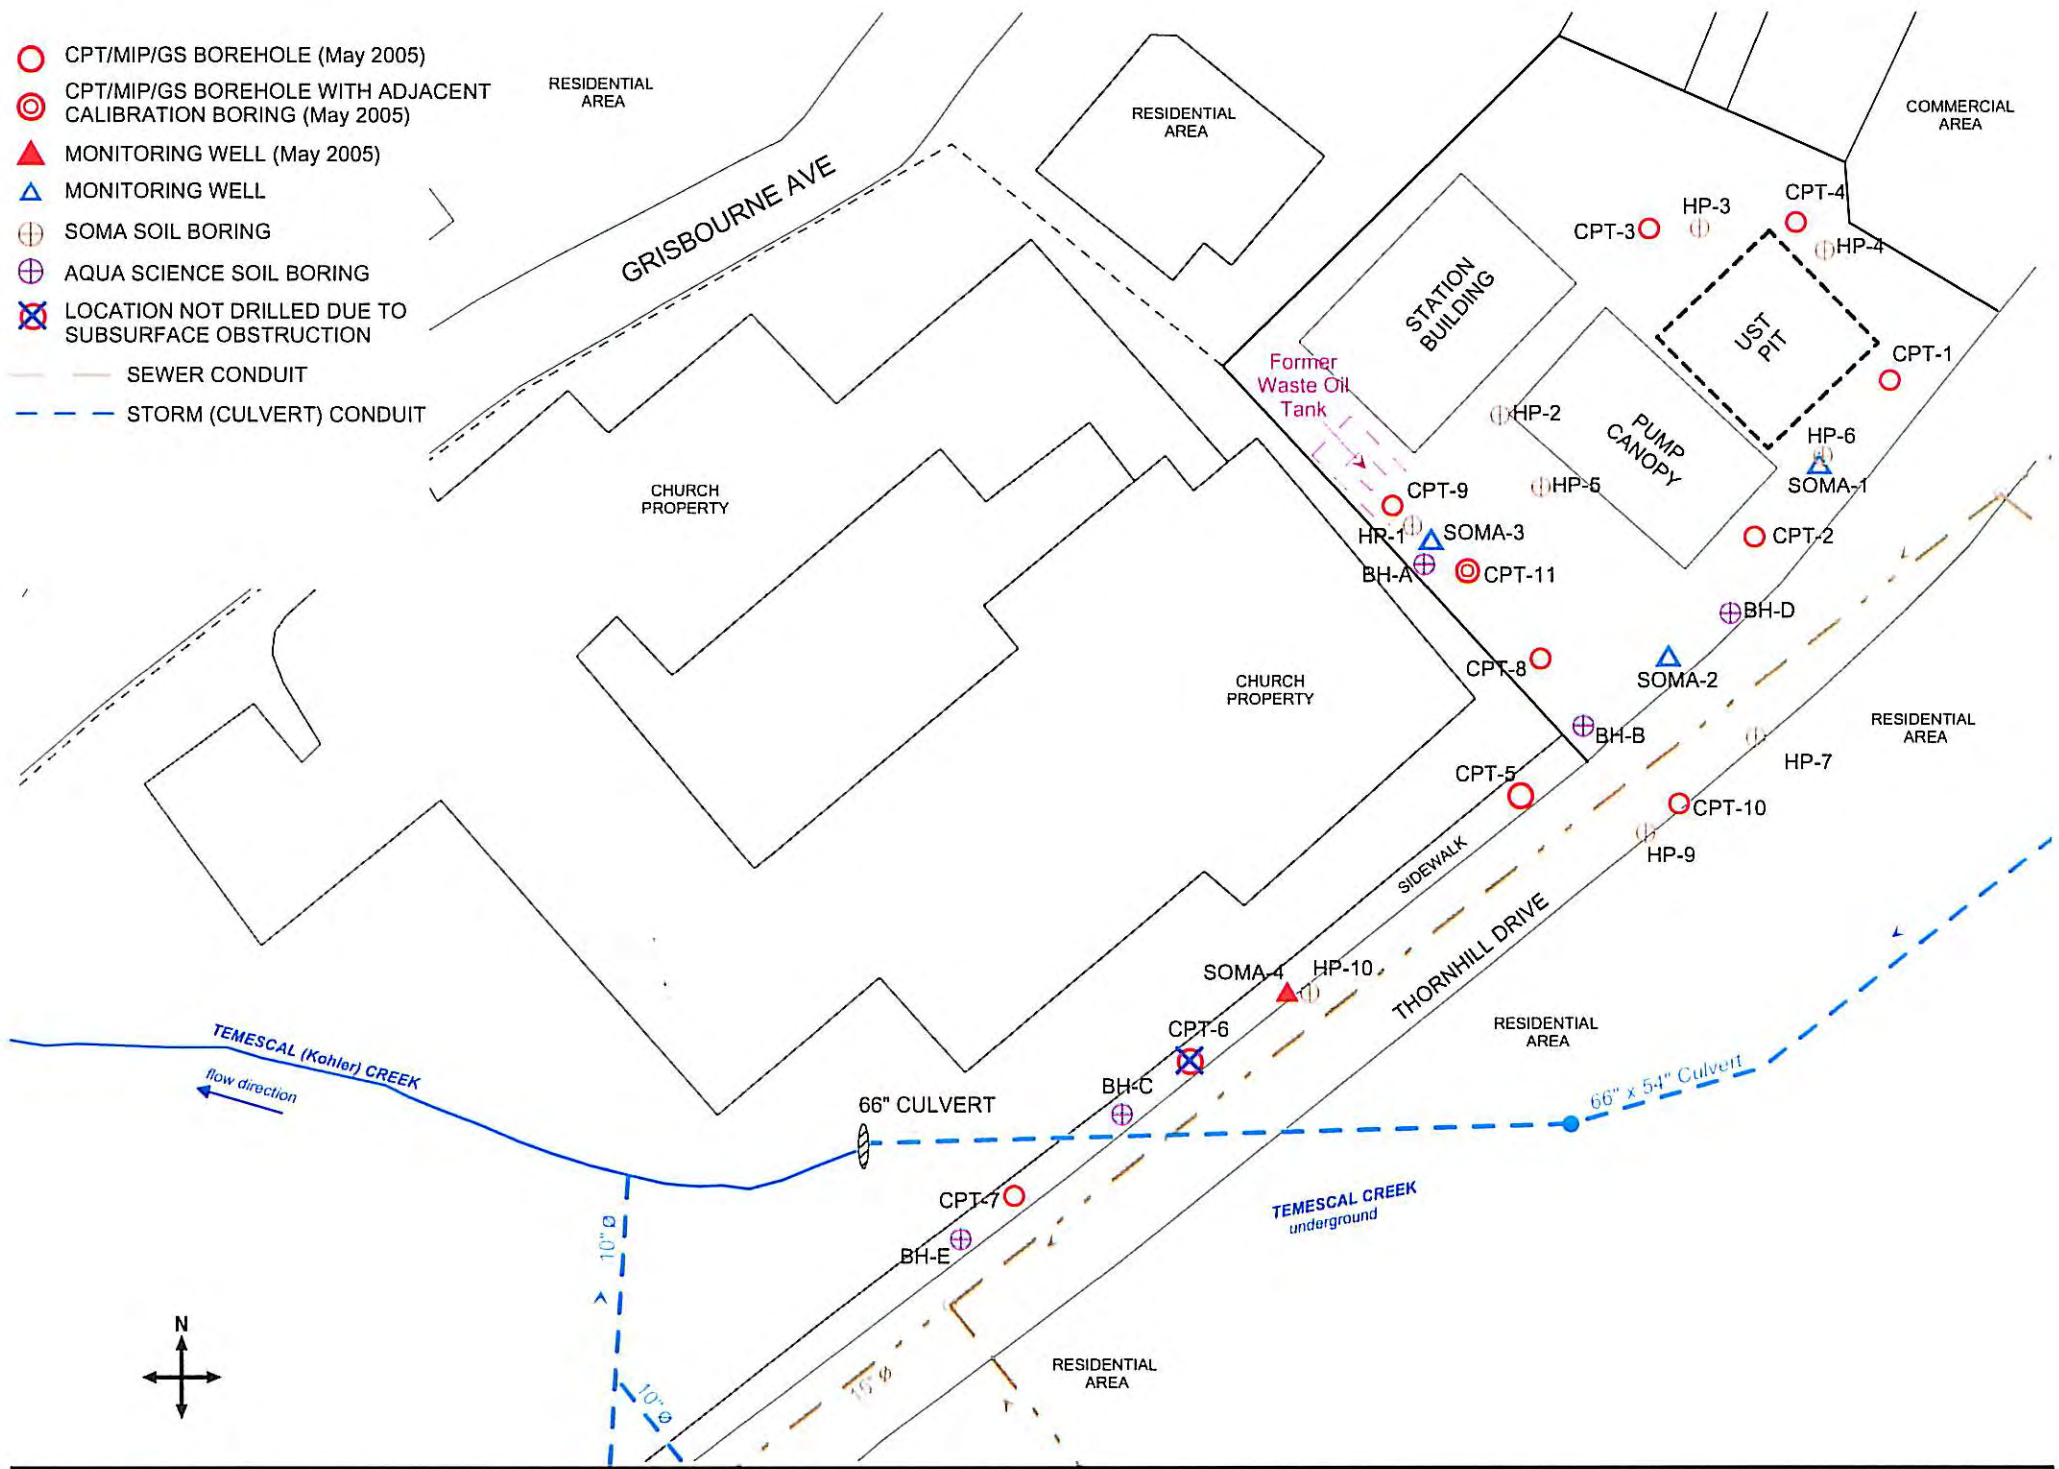 CPT/MIP/GS BOREHOLE (May 2005)
CPT/MIP/GS BOREHOLE WITH ADJACENT
CALIBRATION BORING (May 2005)
MONITORING WELL (May 2005)
MONITORING WELL
SOMA SOIL BORING
AQUA SCIENCE SOIL BORING
LOCATION NOT DRILLED DUE TO
SUBSURFACE OBSTRUCTION
SEWER CONDUIT
STORM (CULVERT) CONDUIT
RESIDENTIAL
AREA
RESIDENTIAL
AREA
COMMERCIAL
AREA
GRISBOURNE AVE
CPT-3
HP-3
CPT-4
HP-4
STATION
BUILDING
UST
PIT
CPT-1
Former
Waste Oil
Tank
HP-2
PUMP
CANOPY
HP-6
SOMA-1
HP-5
CPT-9
HP-1
SOMA-3
CPT-2
BH-A
CPT-11
CHURCH
PROPERTY
BH-D
CPT-8
SOMA-2
CHURCH
PROPERTY
BH-B
RESIDENTIAL
AREA
HP-7
CPT-5
CPT-10
HP-9
SIDEWALK
THORNHILL DRIVE
SOMA-4
HP-10
CPT-6
RESIDENTIAL
AREA
TEMESCAL (Kohler) CREEK
flow direction
BH-C
66" CULVERT
66" x 54" Culvert
CPT-7
BH-E
TEMESCAL CREEK
underground
10" Ø
10" Ø
N
15" Ø
RESIDENTIAL
AREA